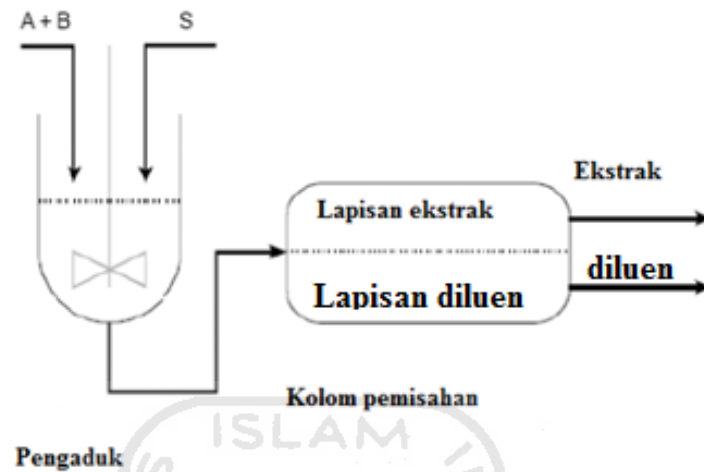 A + B
S
Ekstrak
Lapisan ekstrak
diluen
Lapisan diluen
Kolom pemisahan
ISLAM
Pengaduk